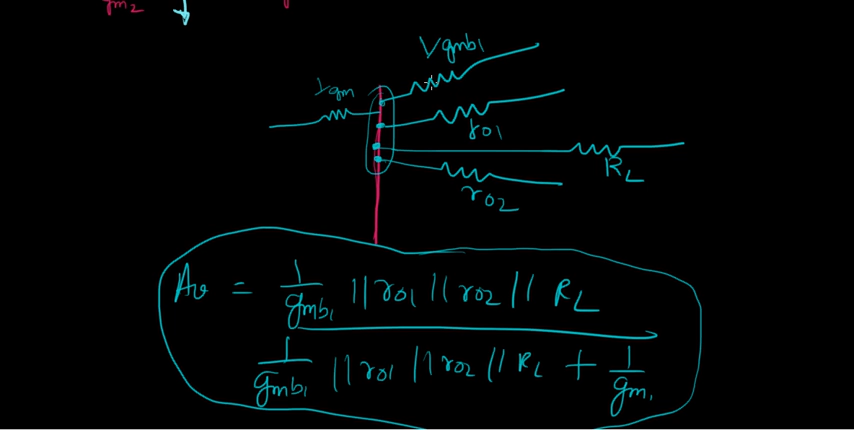 gm2
1/gmb1
1/gm
ro1
RL
ro2
Av = 1/gmb1 || ro1 || ro2 || RL
1/gmb1 || ro1 || ro2 || RL + 1/gm1